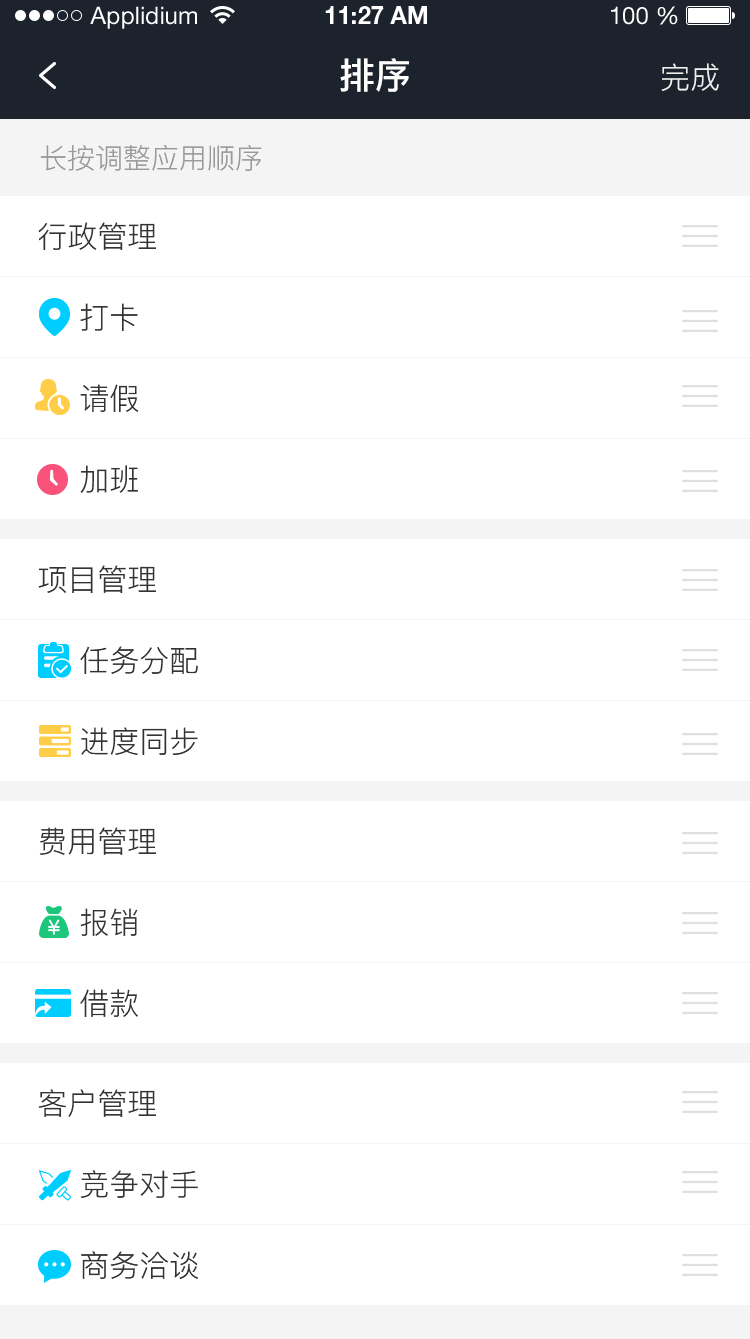 Applidium 11:27 AM 100 %
排序 完成
长按调整应用顺序
行政管理
打卡
请假
加班
项目管理
任务分配
进度同步
费用管理
¥ 报销
借款
客户管理
竞争对手
商务洽谈